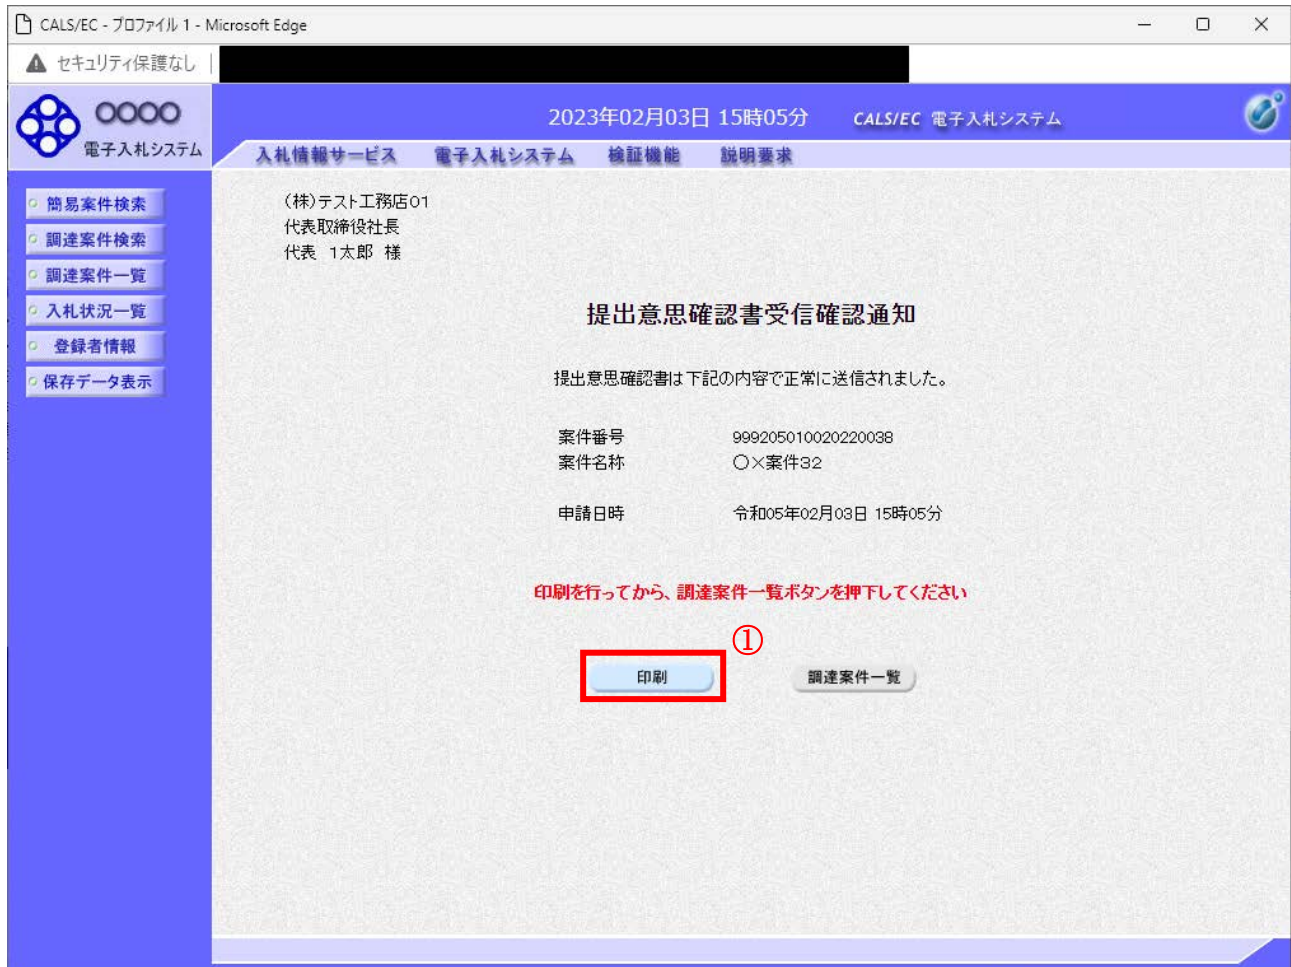 CALS/EC - プロファイル 1 - Microsoft Edge
セキュリティ保護なし
OOOO
電子入札システム
2023年02月03日 15時05分
CALS/EC 電子入札システム
入札情報サービス 電子入札システム 検証機能 説明要求
簡易案件検索
調達案件検索
調達案件一覧
入札状況一覧
登録者情報
保存データ表示
(株)テスト工務店01
代表取締役社長
代表 1太郎 様
提出意思確認書受信確認通知
提出意思確認書は下記の内容で正常に送信されました。
案件番号 999205010020220038
案件名称 〇×案件32
申請日時 令和05年02月03日 15時05分
印刷を行ってから、調達案件一覧ボタンを押下してください
①
印刷 調達案件一覧